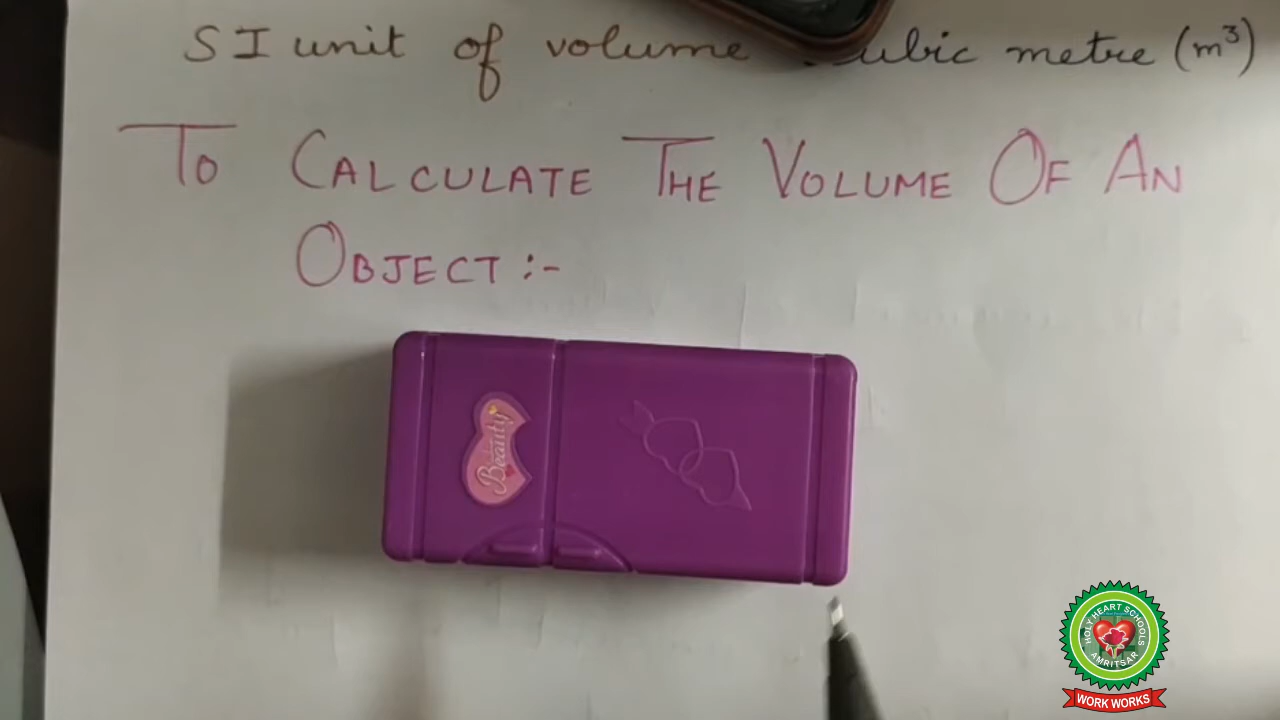 SI unit of volume ubic metre (m³)
TO CALCULATE THE VOLUME OF AN
OBJECT :-
Beauty
HOLY HEART SCHOOLS
AMRITSAR
WORK WORKS